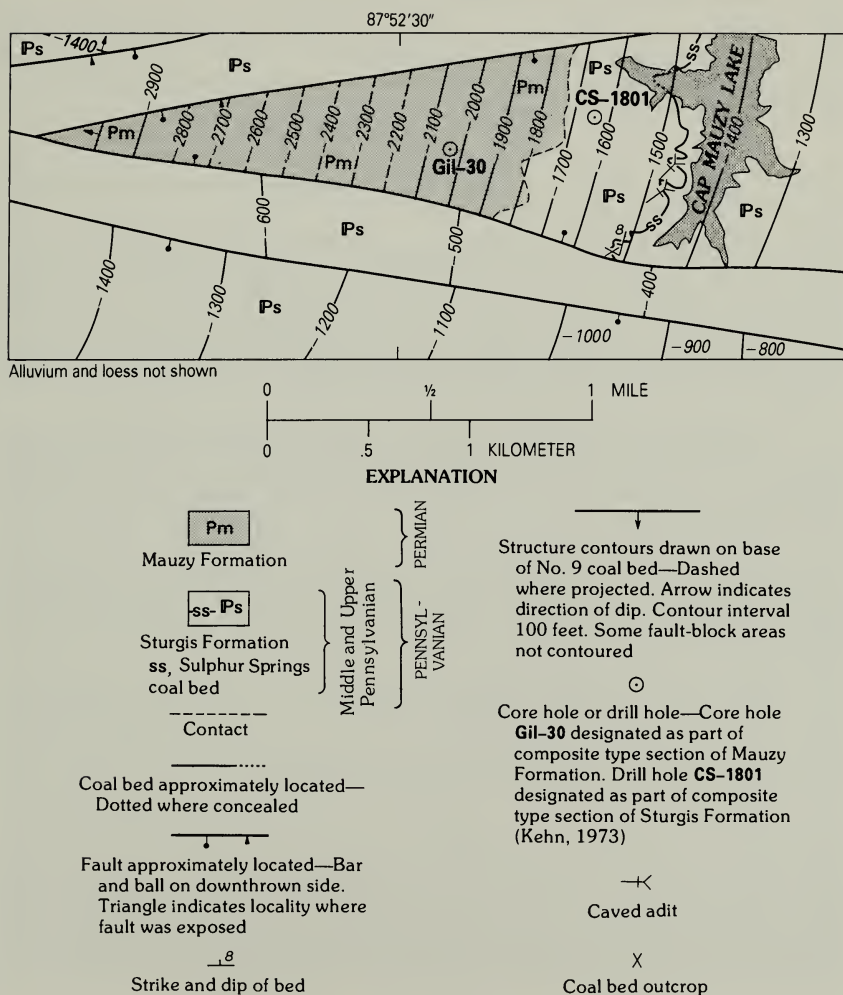 87°52'30"
-1400
ℙs
ℙs
ℙs
ss
-2900
-2800
-2700
-2600
-2500
-2400
-2300
-2200
-2100
-2000
-1900
-1800
-1700
-1600
-1500
-1400
-1300
Pm
Pm
Pm
CS-1801
Gil-30
CAP MAUZY LAKE
ℙs
ℙs
ss
8
-600
ℙs
-500
-400
-1400
-1300
ℙs
-1200
-1100
-1000
-900
-800
Alluvium and loess not shown
0 ½ 1 MILE
0 .5 1 KILOMETER
EXPLANATION
Pm
Mauzy Formation
PERMIAN
-ss- ℙs
Sturgis Formation
ss, Sulphur Springs
coal bed
Middle and Upper
Pennsylvanian
PENNSYL-
VANIAN
Contact
Coal bed approximately located—
Dotted where concealed
Fault approximately located—Bar
and ball on downthrown side.
Triangle indicates locality where
fault was exposed
8
Strike and dip of bed
Structure contours drawn on base
of No. 9 coal bed—Dashed
where projected. Arrow indicates
direction of dip. Contour interval
100 feet. Some fault-block areas
not contoured
Core hole or drill hole—Core hole
Gil-30 designated as part of
composite type section of Mauzy
Formation. Drill hole CS-1801
designated as part of composite
type section of Sturgis Formation
(Kehn, 1973)
Caved adit
X
Coal bed outcrop